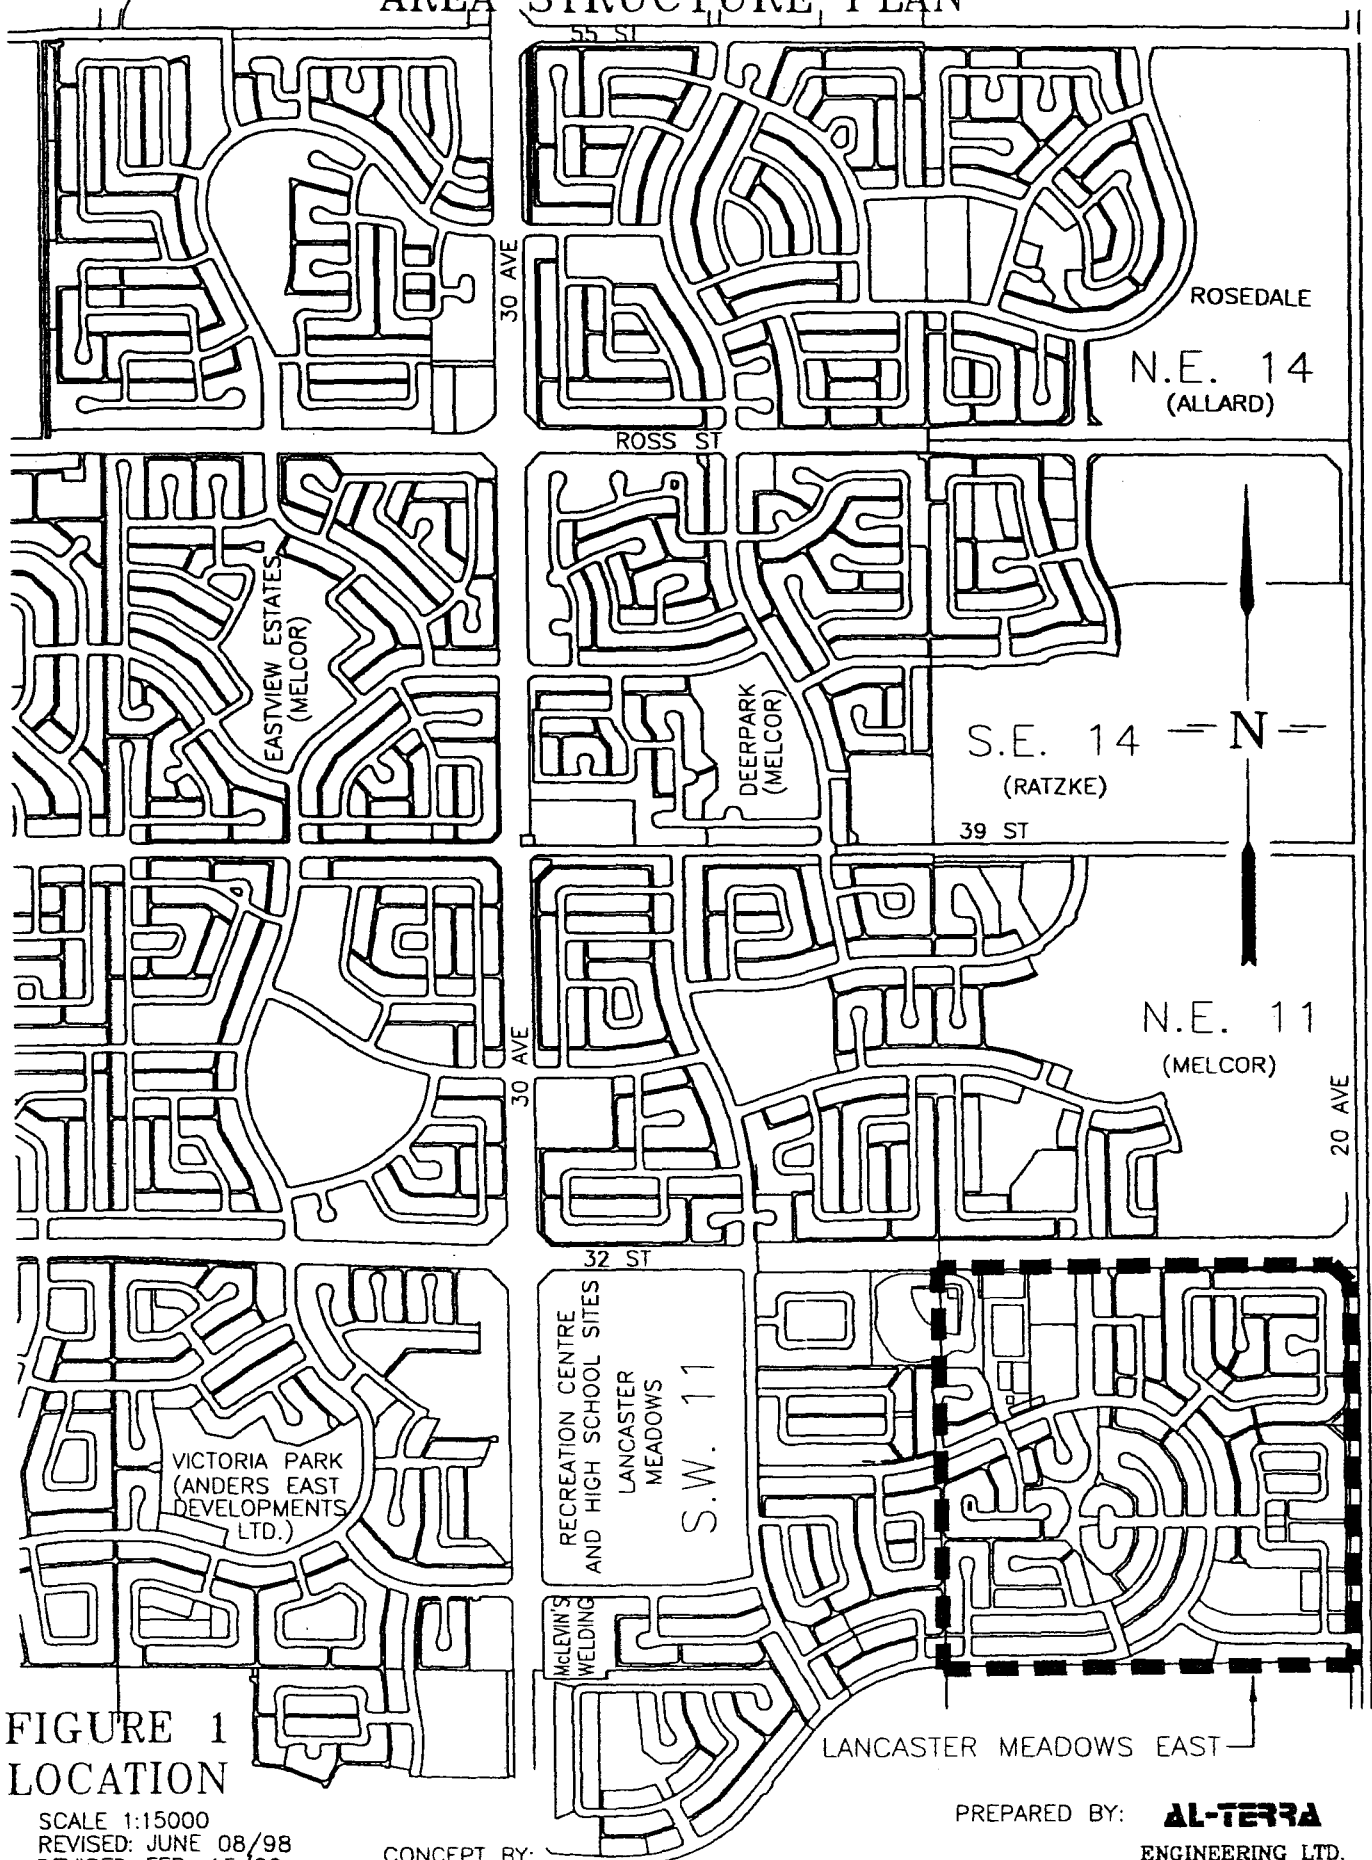 AREA STRUCTURE PLAN
55 ST
30 AVE
ROSEDALE
N.E. 14
(ALLARD)
ROSS ST
EASTVIEW ESTATES
(MELCOR)
DEERPARK
(MELCOR)
S.E. 14
(RATZKE)
N
39 ST
30 AVE
N.E. 11
(MELCOR)
20 AVE
32 ST
RECREATION CENTRE
AND HIGH SCHOOL SITES
LANCASTER
MEADOWS
S.W. 11
VICTORIA PARK
(ANDERS EAST
DEVELOPMENTS
LTD.)
McLEVIN'S
WELDING
LANCASTER MEADOWS EAST
FIGURE 1
LOCATION
SCALE 1:15000
REVISED: JUNE 08/98
CONCEPT BY:
PREPARED BY:
AL-TERRA
ENGINEERING LTD.